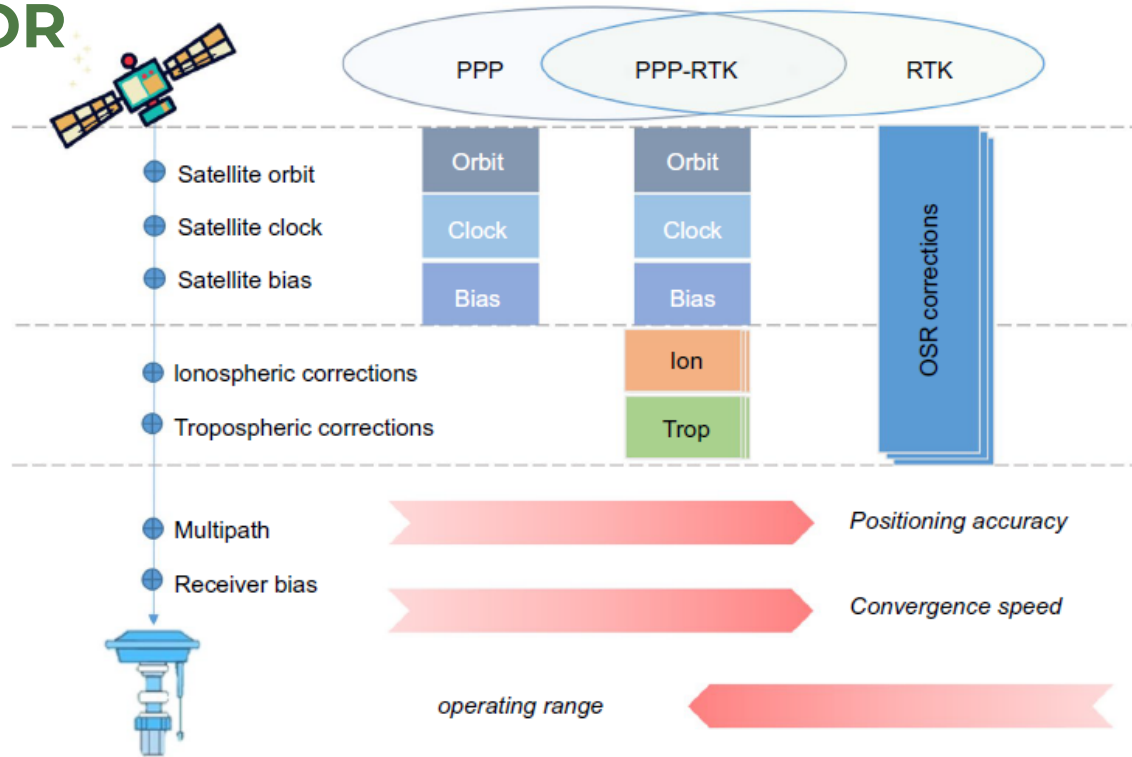 OR
PPP
PPP-RTK
RTK
Satellite orbit
Satellite clock
Satellite bias
Orbit
Clock
Bias
Orbit
Clock
Bias
OSR corrections
Ionospheric corrections
Tropospheric corrections
Ion
Trop
Multipath
Receiver bias
Positioning accuracy
Convergence speed
operating range